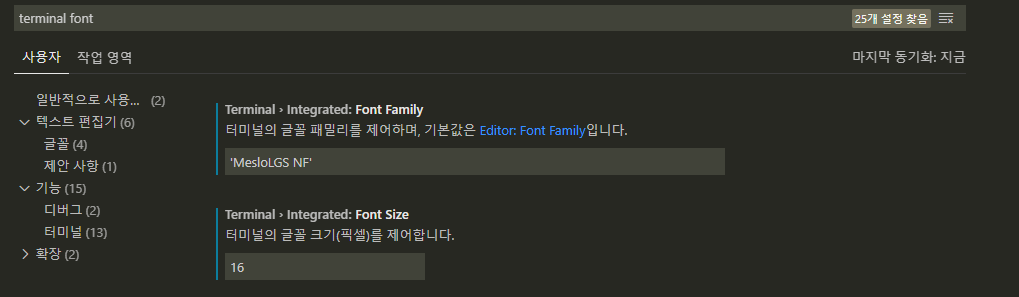 terminal font
25개 설정 찾음
사용자 작업 영역
마지막 동기화: 지금
일반적으로 사용... (2)
텍스트 편집기 (6)
글꼴 (4)
제안 사항 (1)
기능 (15)
디버그 (2)
터미널 (13)
확장 (2)
Terminal › Integrated: Font Family
터미널의 글꼴 패밀리를 제어하며, 기본값은 Editor: Font Family입니다.
'MesloLGS NF'
Terminal › Integrated: Font Size
터미널의 글꼴 크기(픽셀)를 제어합니다.
16